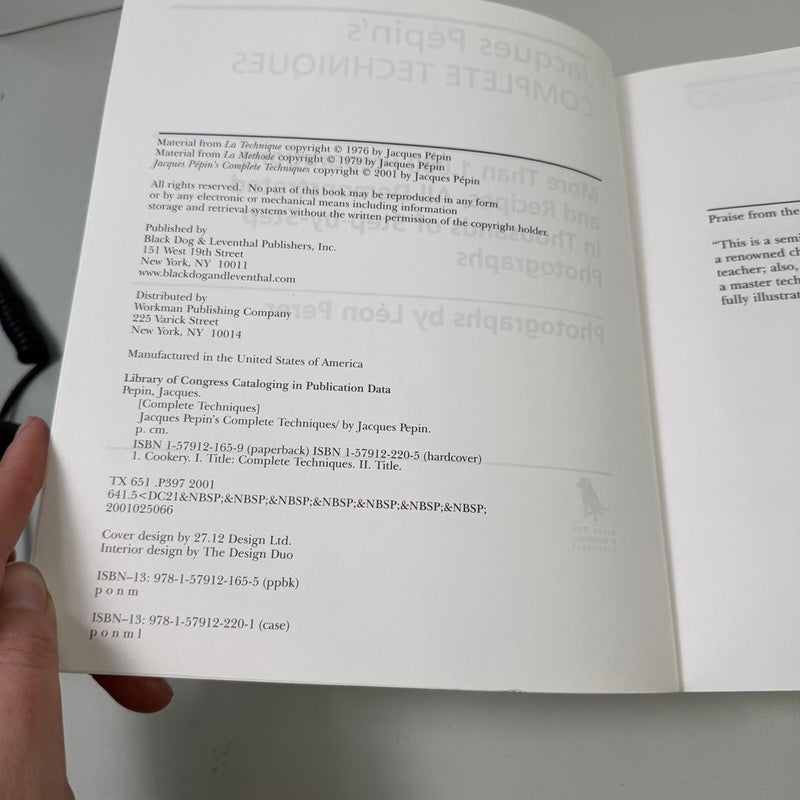 Material from La Technique copyright © 1976 by Jacques Pépin
Material from La Methode copyright © 1979 by Jacques Pépin
Jacques Pépin's Complete Techniques copyright © 2001 by Jacques Pépin
All rights reserved. No part of this book may be reproduced in any form
or by any electronic or mechanical means including information
storage and retrieval systems without the written permission of the copyright holder.
Published by
Black Dog & Leventhal Publishers, Inc.
151 West 19th Street
New York, NY 10011
www.blackdogandleventhal.com
Distributed by
Workman Publishing Company
225 Varick Street
New York, NY 10014
Manufactured in the United States of America
Library of Congress Cataloging in Publication Data
Pepin, Jacques.
[Complete Techniques]
Jacques Pepin's Complete Techniques/ by Jacques Pepin.
p. cm.
ISBN 1-57912-165-9 (paperback) ISBN 1-57912-220-5 (hardcover)
1. Cookery. I. Title: Complete Techniques. II. Title.
TX 651 .P397 2001
641.5<DC21&NBSP;&NBSP;&NBSP;&NBSP;&NBSP;&NBSP;&NBSP;
2001025066
Cover design by 27.12 Design Ltd.
Interior design by The Design Duo
ISBN–13: 978-1-57912-165-5 (ppbk)
p o n m
ISBN–13: 978-1-57912-220-1 (case)
p o n m l
Praise from the
“This is a semi
a renowned ch
teacher; also,
a master tech
fully illustrat